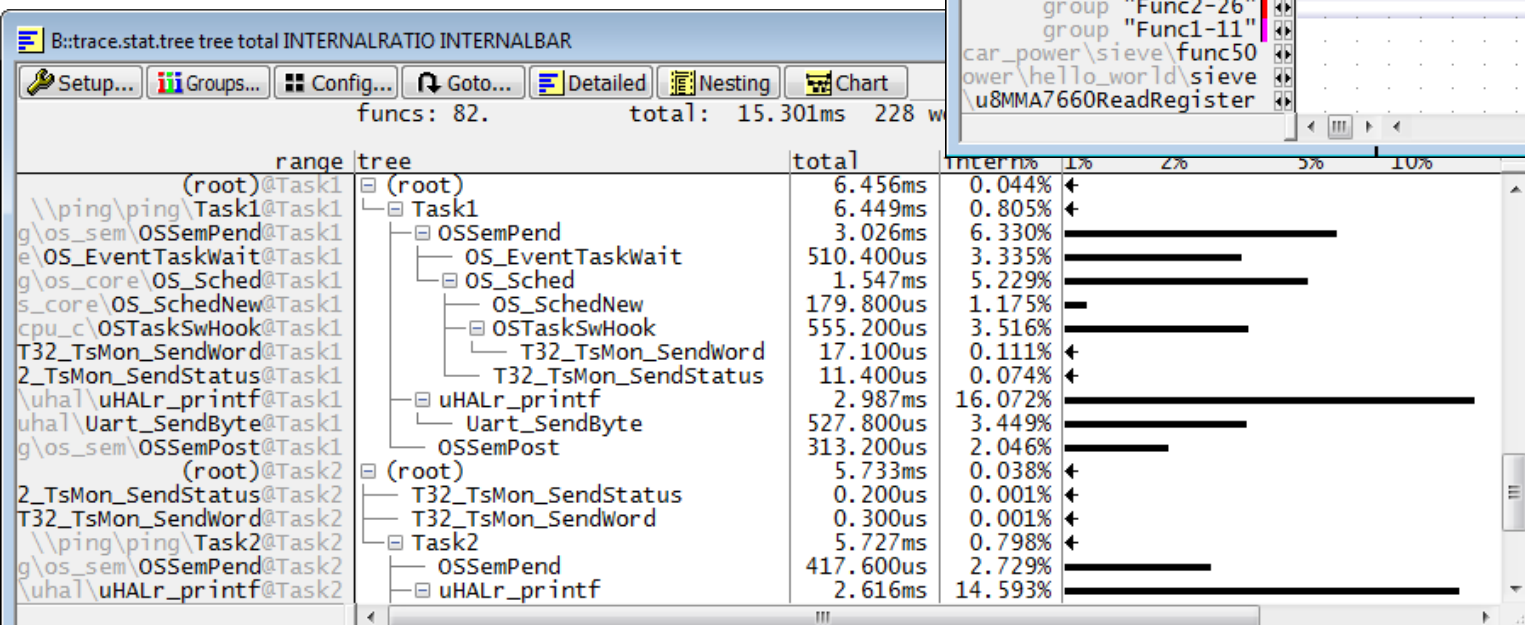 group "Func2-26"
group "Func1-11"
car_power\sieve\func50
ower\hello_world\sieve
\u8MMA7660ReadRegister
B::trace.stat.tree tree total INTERNALRATIO INTERNALBAR
Setup... Groups... Config... Goto... Detailed Nesting Chart
funcs: 82. total: 15.301ms 228 w
range tree total intern% 1% 2% 5% 10%
(root)@Task1 (root) 6.456ms 0.044%
\\ping\ping\Task1@Task1 Task1 6.449ms 0.805%
g\os_sem\OSSemPend@Task1 OSSemPend 3.026ms 6.330%
e\OS_EventTaskWait@Task1 OS_EventTaskWait 510.400us 3.335%
g\os_core\OS_Sched@Task1 OS_Sched 1.547ms 5.229%
s_core\OS_SchedNew@Task1 OS_SchedNew 179.800us 1.175%
cpu_c\OSTaskSwHook@Task1 OSTaskSwHook 555.200us 3.516%
T32_TsMon_SendWord@Task1 T32_TsMon_SendWord 17.100us 0.111%
2_TsMon_SendStatus@Task1 T32_TsMon_SendStatus 11.400us 0.074%
\uhal\uHALr_printf@Task1 uHALr_printf 2.987ms 16.072%
uhal\Uart_SendByte@Task1 Uart_SendByte 527.800us 3.449%
g\os_sem\OSSemPost@Task1 OSSemPost 313.200us 2.046%
(root)@Task2 (root) 5.733ms 0.038%
2_TsMon_SendStatus@Task2 T32_TsMon_SendStatus 0.200us 0.001%
T32_TsMon_SendWord@Task2 T32_TsMon_SendWord 0.300us 0.001%
\\ping\ping\Task2@Task2 Task2 5.727ms 0.798%
g\os_sem\OSSemPend@Task2 OSSemPend 417.600us 2.729%
\uhal\uHALr_printf@Task2 uHALr_printf 2.616ms 14.593%